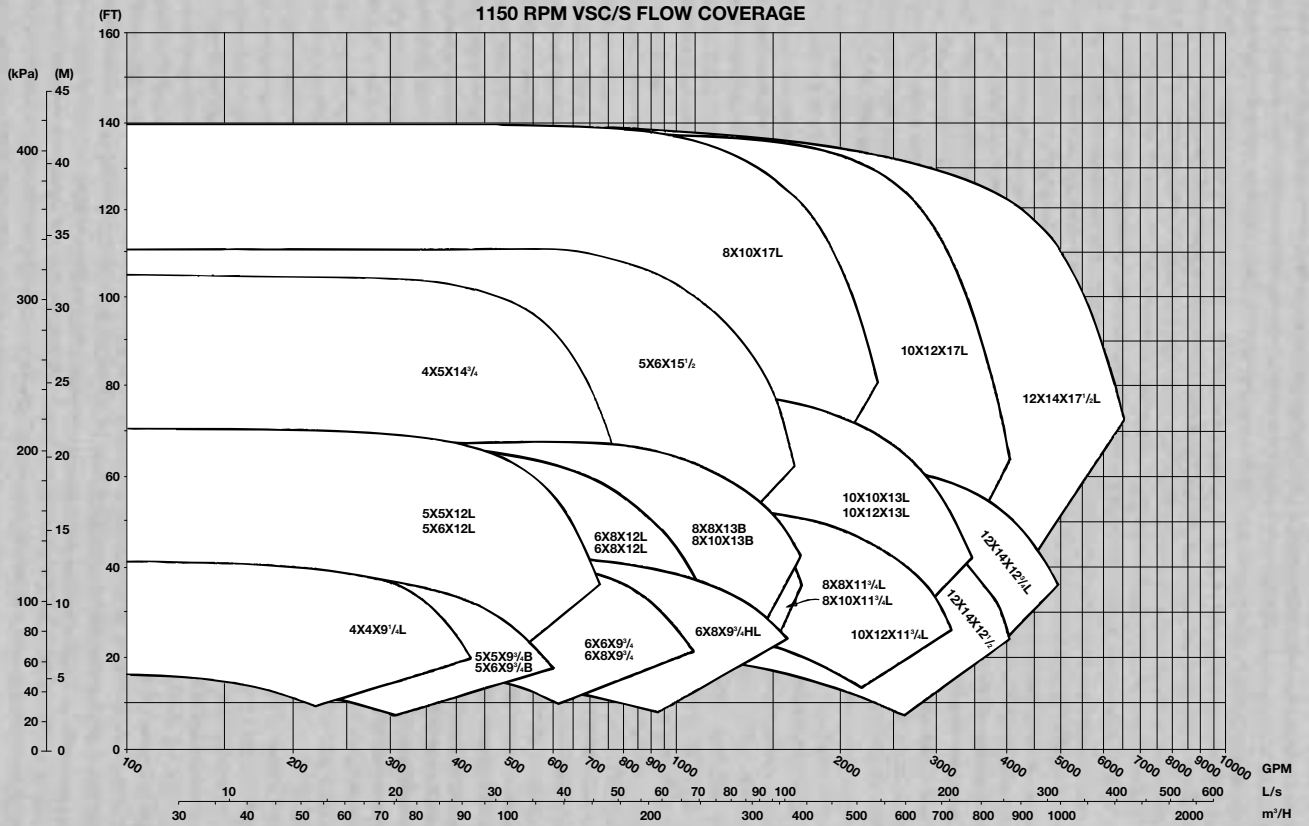 1150 RPM VSC/S FLOW COVERAGE
(FT)
(kPa) (M)
160
140
120
100
80
60
40
20
0
400
300
200
100
80
60
40
20
0
45
40
35
30
25
20
15
10
5
0
8X10X17L
10X12X17L
12X14X17½L
5X6X15½
4X5X14¾
10X10X13L
10X12X13L
8X8X13B
8X10X13B
6X8X12L
6X8X12L
5X5X12L
5X6X12L
12X14X12½L
12X14X12½
8X8X11¾L
8X10X11¾L
10X12X11¾L
6X8X9¾HL
6X6X9¾
6X8X9¾
5X5X9¾B
5X6X9¾B
4X4X9¼L
100 200 300 400 500 600 700 800 900 1000 2000 3000 4000 5000 6000 7000 8000 9000 10000 GPM
10 20 30 40 50 60 70 80 90 100 200 300 400 500 600 L/s
30 40 50 60 70 80 90 100 200 300 400 500 600 700 800 900 1000 2000 m³/H